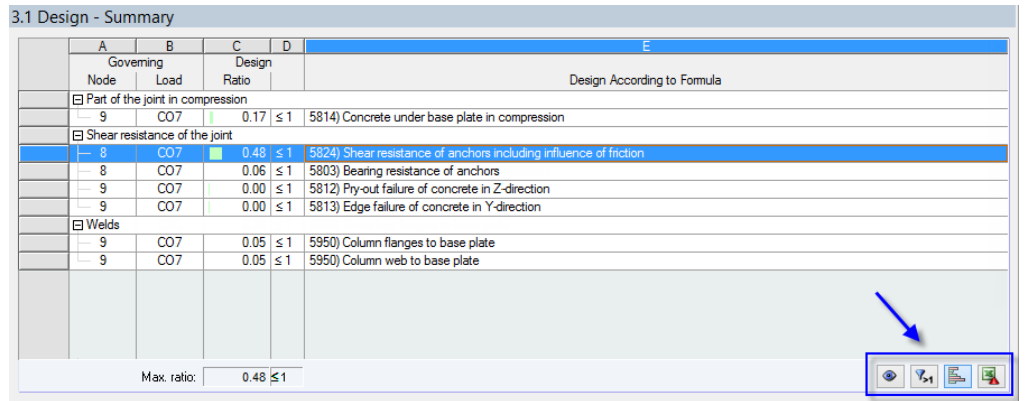 3.1 Design - Summary
A B C D E
Governing Design
Node Load Ratio Design According to Formula
Part of the joint in compression
9 CO7 0.17 ≤ 1 5814) Concrete under base plate in compression
Shear resistance of the joint
8 CO7 0.48 ≤ 1 5824) Shear resistance of anchors including influence of friction
8 CO7 0.06 ≤ 1 5803) Bearing resistance of anchors
9 CO7 0.00 ≤ 1 5812) Pry-out failure of concrete in Z-direction
9 CO7 0.00 ≤ 1 5813) Edge failure of concrete in Y-direction
Welds
9 CO7 0.05 ≤ 1 5950) Column flanges to base plate
9 CO7 0.05 ≤ 1 5950) Column web to base plate
Max. ratio: 0.48 ≤1
>1